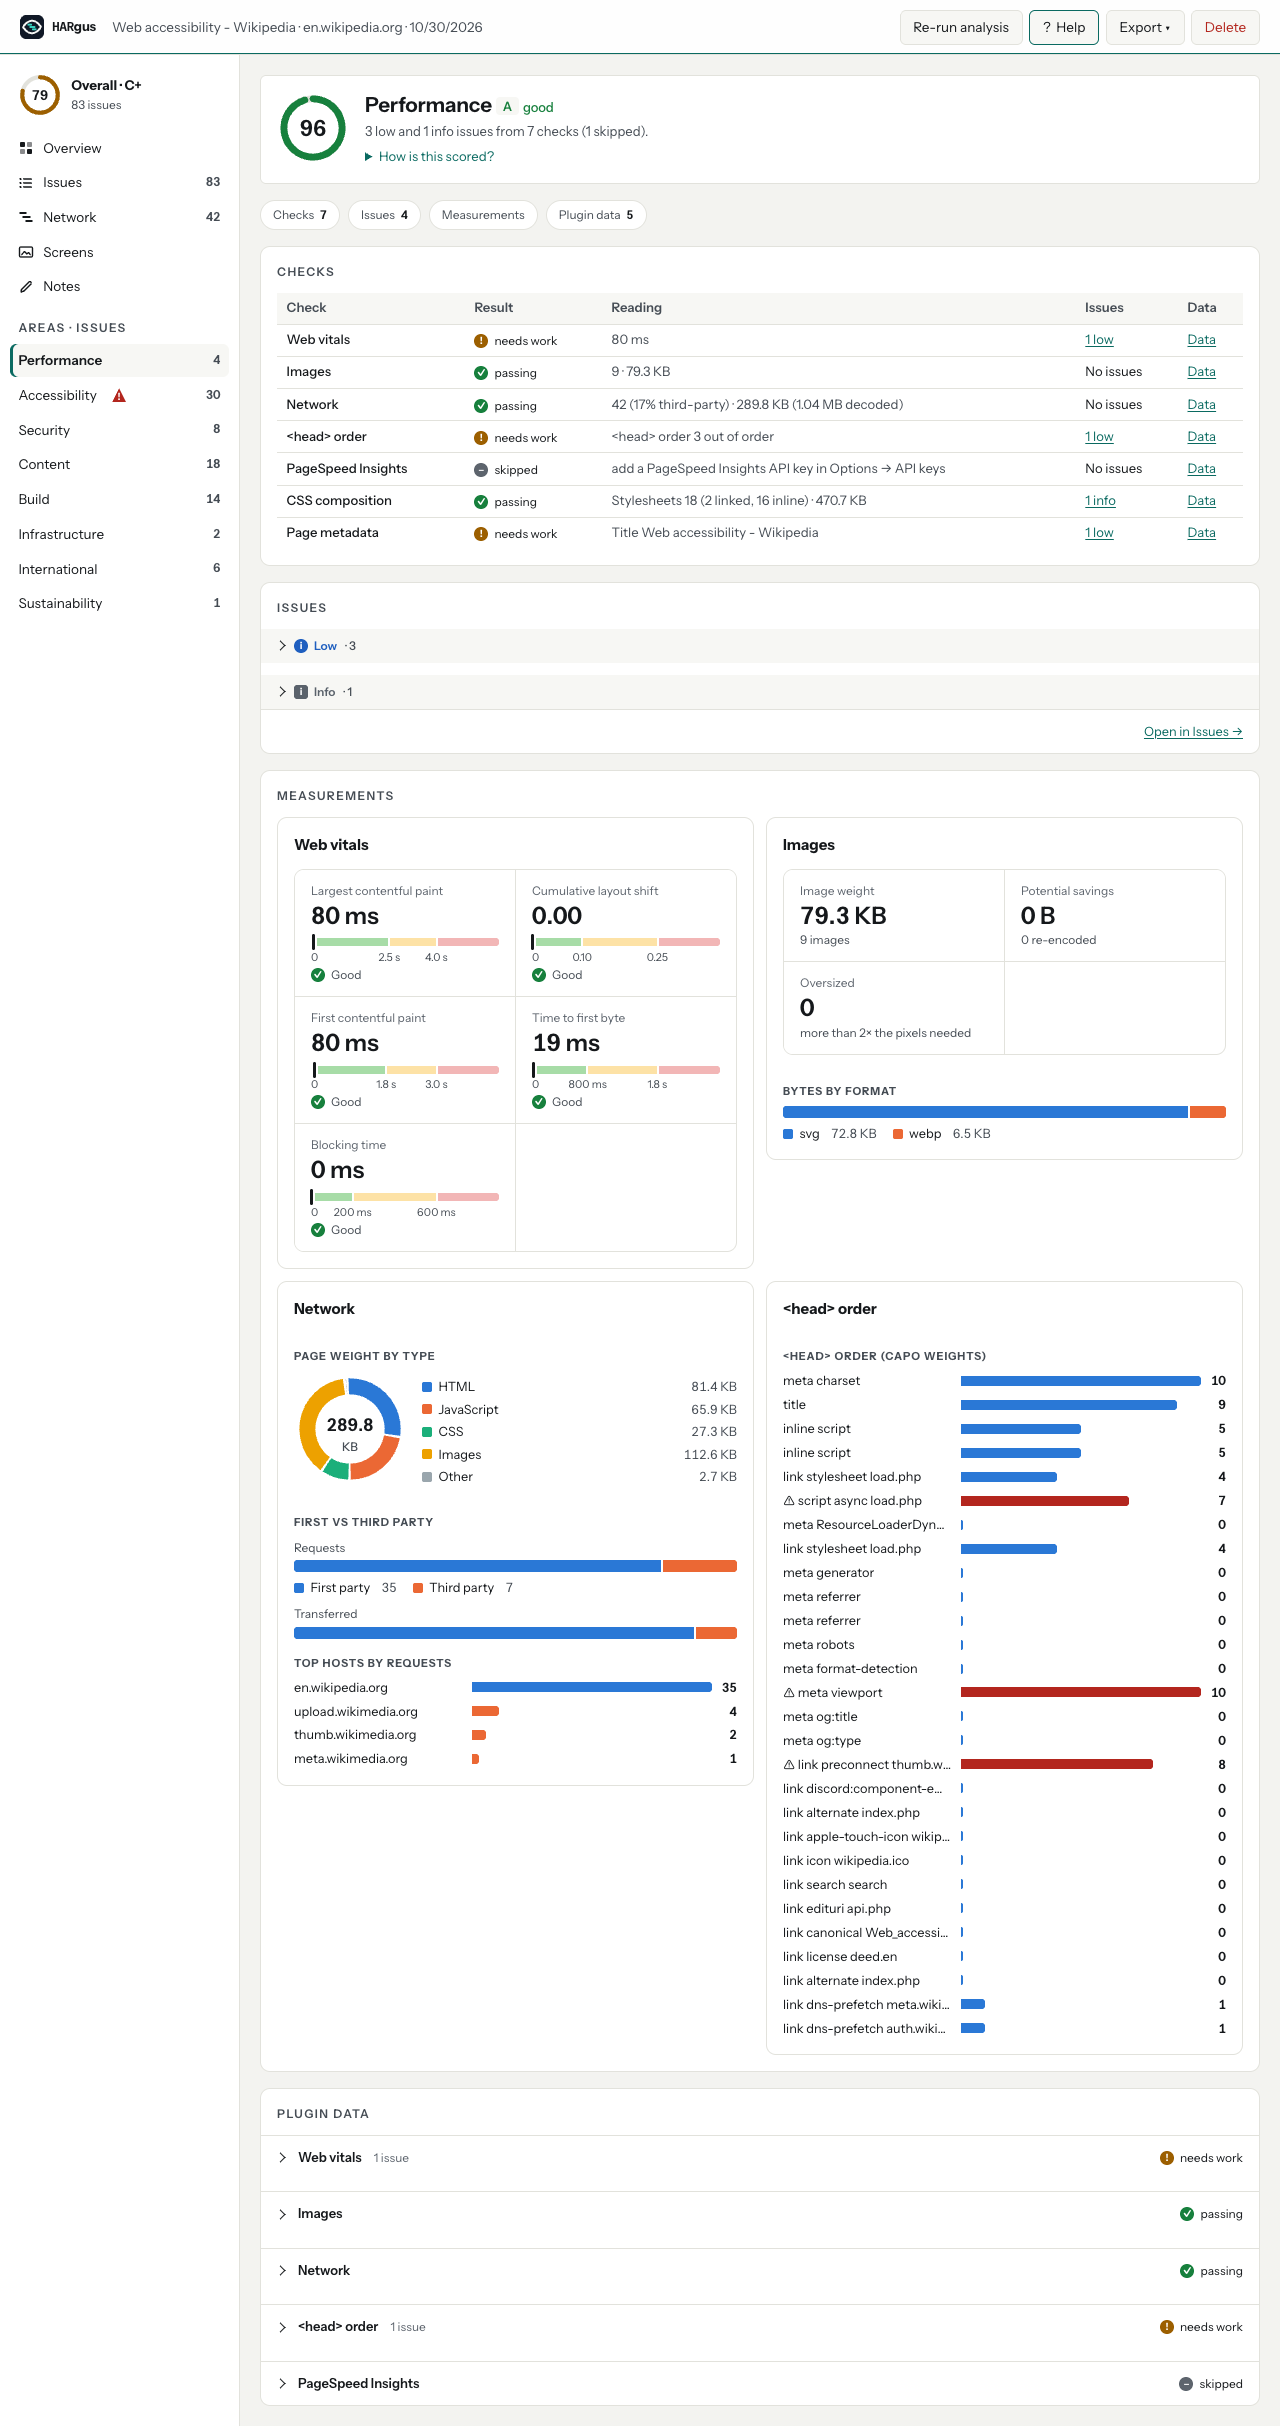 HARgus Web accessibility - Wikipedia · en.wikipedia.org · 10/30/2026 Re-run analysis ? Help Export ▾ Delete
79 Overall · C+
83 issues
Overview
Issues 83
Network 42
Screens
Notes
AREAS · ISSUES
Performance 4
Accessibility 30
Security 8
Content 18
Build 14
Infrastructure 2
International 6
Sustainability 1
96
Performance A good
3 low and 1 info issues from 7 checks (1 skipped).
▶ How is this scored?
Checks 7 Issues 4 Measurements Plugin data 5
CHECKS
Check Result Reading Issues Data
Web vitals needs work 80 ms 1 low Data
Images passing 9 · 79.3 KB No issues Data
Network passing 42 (17% third-party) · 289.8 KB (1.04 MB decoded) No issues Data
<head> order needs work <head> order 3 out of order 1 low Data
PageSpeed Insights skipped add a PageSpeed Insights API key in Options → API keys No issues Data
CSS composition passing Stylesheets 18 (2 linked, 16 inline) · 470.7 KB 1 info Data
Page metadata needs work Title Web accessibility - Wikipedia 1 low Data
ISSUES
Low · 3
Info · 1
Open in Issues →
MEASUREMENTS
Web vitals
Largest contentful paint
80 ms
0 2.5 s 4.0 s
Good
Cumulative layout shift
0.00
0 0.10 0.25
Good
First contentful paint
80 ms
0 1.8 s 3.0 s
Good
Time to first byte
19 ms
0 800 ms 1.8 s
Good
Blocking time
0 ms
0 200 ms 600 ms
Good
Images
Image weight
79.3 KB
9 images
Potential savings
0 B
0 re-encoded
Oversized
0
more than 2× the pixels needed
BYTES BY FORMAT
svg 72.8 KB webp 6.5 KB
Network
PAGE WEIGHT BY TYPE
289.8
KB
HTML 81.4 KB
JavaScript 65.9 KB
CSS 27.3 KB
Images 112.6 KB
Other 2.7 KB
FIRST VS THIRD PARTY
Requests
First party 35 Third party 7
Transferred
TOP HOSTS BY REQUESTS
en.wikipedia.org 35
upload.wikimedia.org 4
thumb.wikimedia.org 2
meta.wikimedia.org 1
<head> order
<HEAD> ORDER (CAPO WEIGHTS)
meta charset 10
title 9
inline script 5
inline script 5
link stylesheet load.php 4
⚠ script async load.php 7
meta ResourceLoaderDyn... 0
link stylesheet load.php 4
meta generator 0
meta referrer 0
meta referrer 0
meta robots 0
meta format-detection 0
⚠ meta viewport 10
meta og:title 0
meta og:type 0
⚠ link preconnect thumb.w... 8
link discord:component-e... 0
link alternate index.php 0
link apple-touch-icon wikip... 0
link icon wikipedia.ico 0
link search search 0
link edituri api.php 0
link canonical Web_accessi... 0
link license deed.en 0
link alternate index.php 0
link dns-prefetch meta.wiki... 1
link dns-prefetch auth.wiki... 1
PLUGIN DATA
Web vitals 1 issue needs work
Images passing
Network passing
<head> order 1 issue needs work
PageSpeed Insights skipped